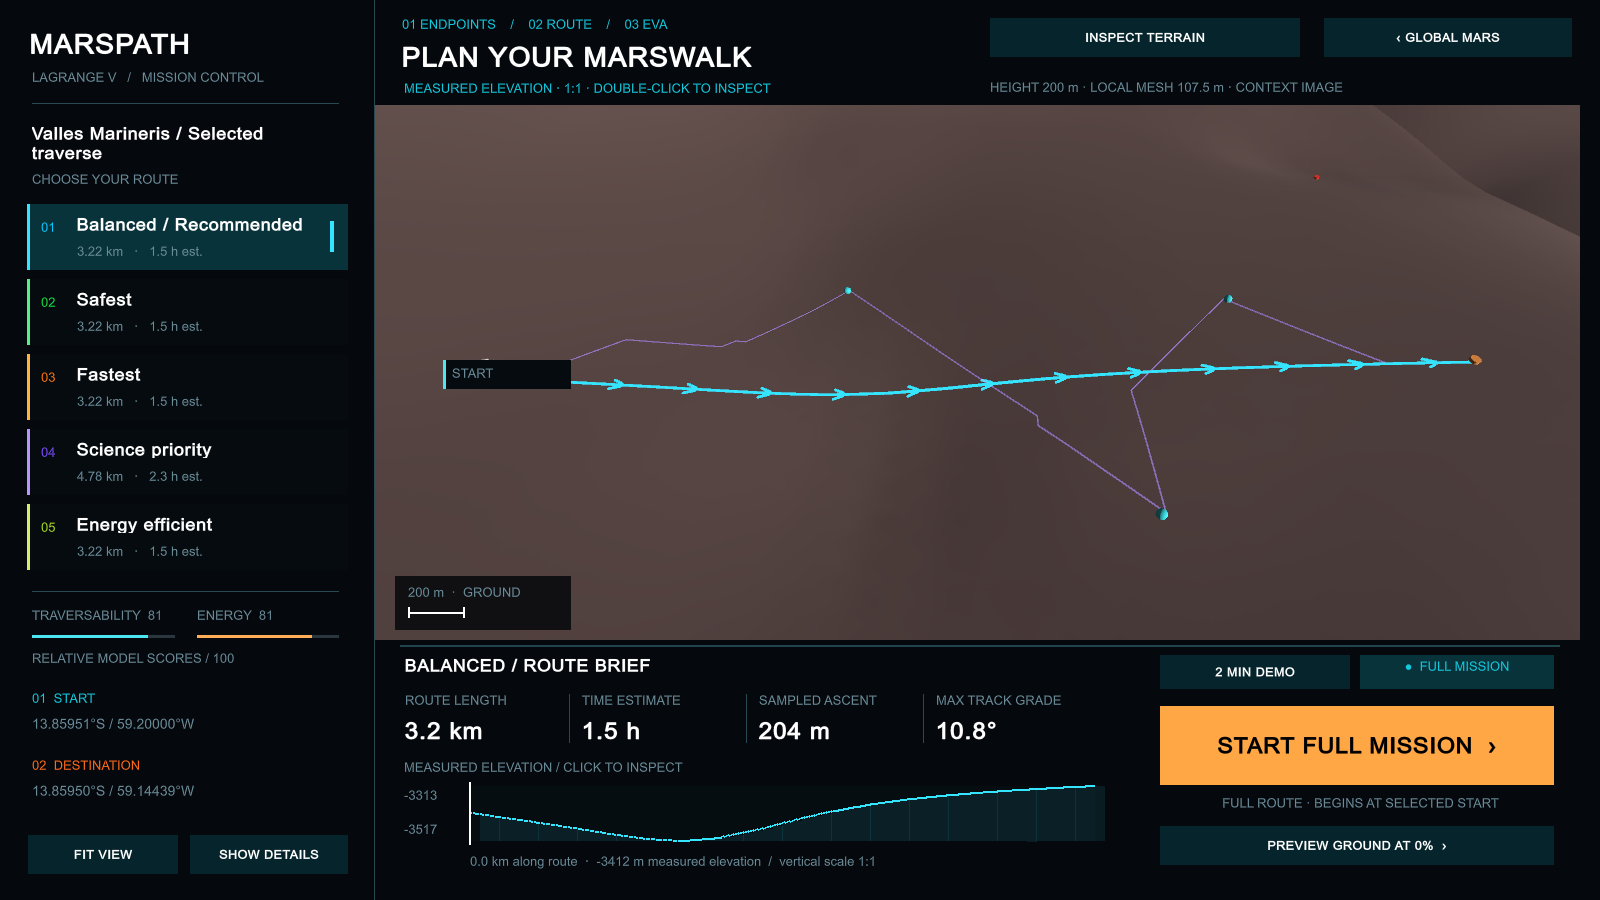 MARSPATH
LAGRANGE V / MISSION CONTROL
Valles Marineris / Selected
traverse
CHOOSE YOUR ROUTE
01 Balanced / Recommended
3.22 km · 1.5 h est.
02 Safest
3.22 km · 1.5 h est.
03 Fastest
3.22 km · 1.5 h est.
04 Science priority
4.78 km · 2.3 h est.
05 Energy efficient
3.22 km · 1.5 h est.
TRAVERSABILITY 81 ENERGY 81
RELATIVE MODEL SCORES / 100
01 START
13.85951°S / 59.20000°W
02 DESTINATION
13.85950°S / 59.14439°W
FIT VIEW SHOW DETAILS
01 ENDPOINTS / 02 ROUTE / 03 EVA
PLAN YOUR MARSWALK
MEASURED ELEVATION · 1:1 · DOUBLE-CLICK TO INSPECT
INSPECT TERRAIN ‹ GLOBAL MARS
HEIGHT 200 m · LOCAL MESH 107.5 m · CONTEXT IMAGE
START
200 m · GROUND
BALANCED / ROUTE BRIEF
ROUTE LENGTH TIME ESTIMATE SAMPLED ASCENT MAX TRACK GRADE
3.2 km 1.5 h 204 m 10.8°
MEASURED ELEVATION / CLICK TO INSPECT
-3313
-3517
0.0 km along route · -3412 m measured elevation / vertical scale 1:1
2 MIN DEMO ● FULL MISSION
START FULL MISSION ›
FULL ROUTE · BEGINS AT SELECTED START
PREVIEW GROUND AT 0% ›